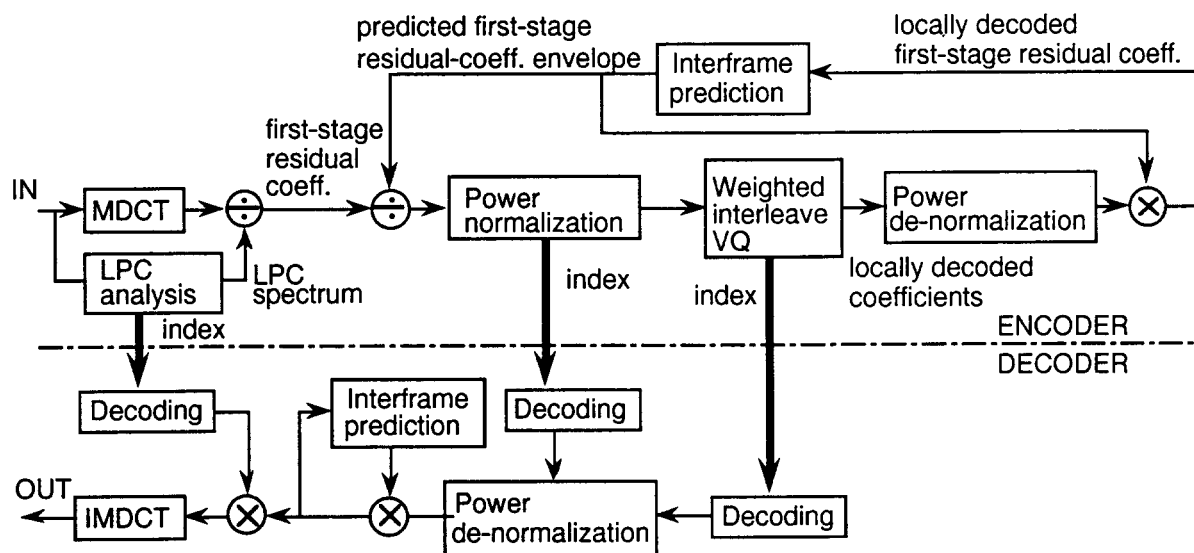 predicted first-stage
residual-coeff. envelope
locally decoded
first-stage residual coeff.
Interframe
prediction
first-stage
residual
coeff.
IN
MDCT
LPC
analysis
LPC
spectrum
index
Power
normalization
index
Weighted
interleave
VQ
index
Power
de-normalization
locally decoded
coefficients
ENCODER
DECODER
Decoding
Interframe
prediction
Decoding
OUT
IMDCT
Power
de-normalization
Decoding